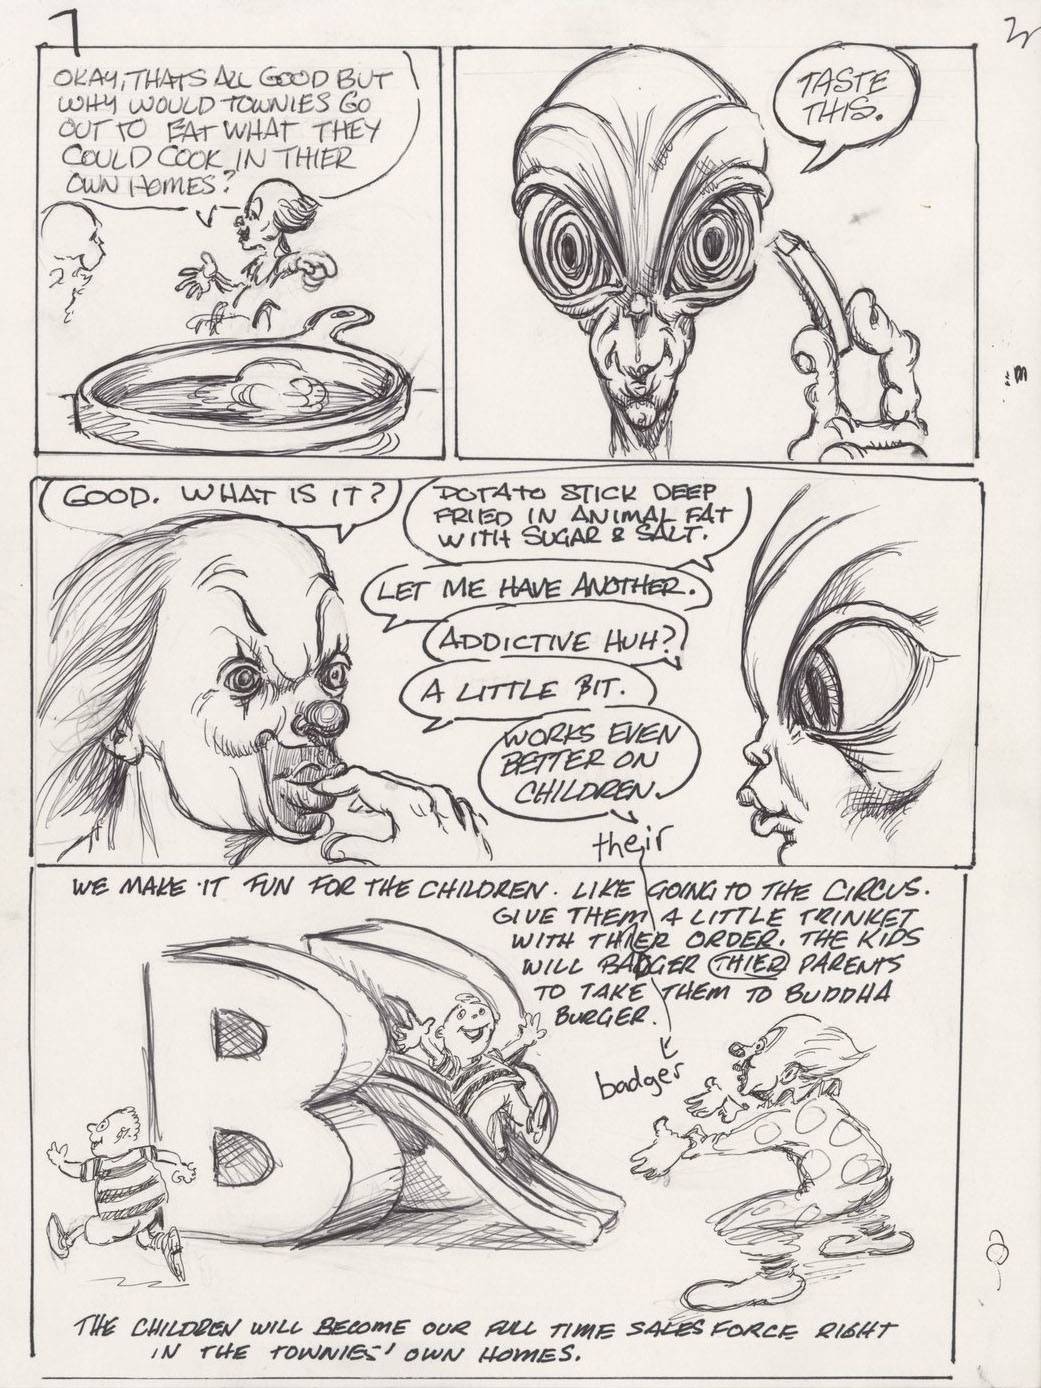 7
OKAY, THATS ALL GOOD BUT
WHY WOULD TOWNIES GO
OUT TO EAT WHAT THEY
COULD COOK IN THIER
OWN HOMES?
TASTE
THIS.
GOOD. WHAT IS IT?
POTATO STICK DEEP
FRIED IN ANIMAL FAT
WITH SUGAR & SALT.
LET ME HAVE ANOTHER.
ADDICTIVE HUH?
A LITTLE BIT.
WORKS EVEN
BETTER ON
CHILDREN.
their
WE MAKE IT FUN FOR THE CHILDREN. LIKE GOING TO THE CIRCUS.
GIVE THEM A LITTLE TRINKET
WITH THIER ORDER. THE KIDS
WILL BADGER THIER PARENTS
TO TAKE THEM TO BUDDHA
BURGER.
badger
B
THE CHILDREN WILL BECOME OUR FULL TIME SALES FORCE RIGHT
IN THE TOWNIES' OWN HOMES.